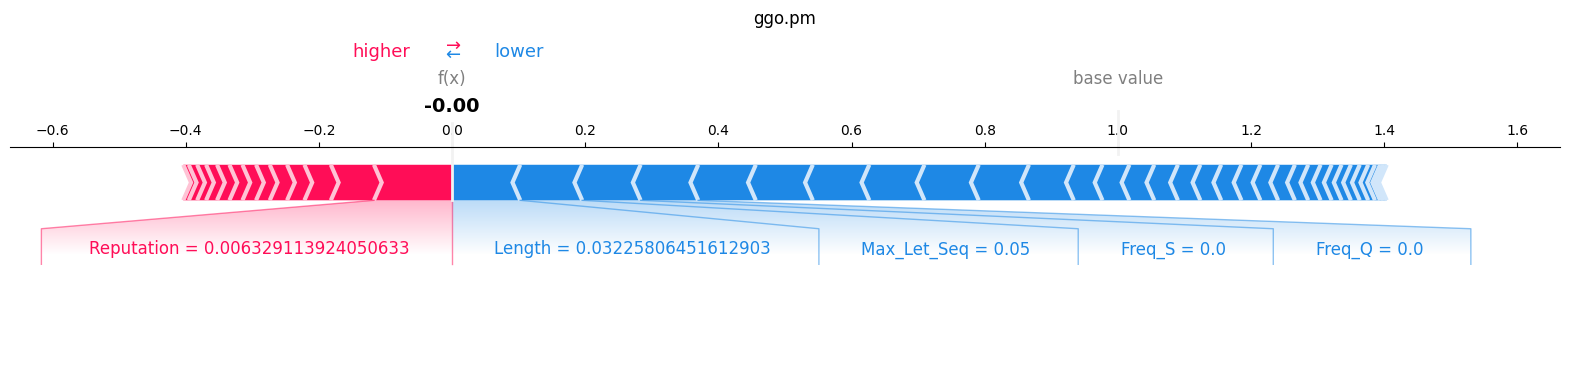 ggo.pm
higher → ← lower
f(x) base value
-0.00
−0.6 −0.4 −0.2 0.0 0.2 0.4 0.6 0.8 1.0 1.2 1.4 1.6
Reputation = 0.006329113924050633 Length = 0.03225806451612903 Max_Let_Seq = 0.05 Freq_S = 0.0 Freq_Q = 0.0